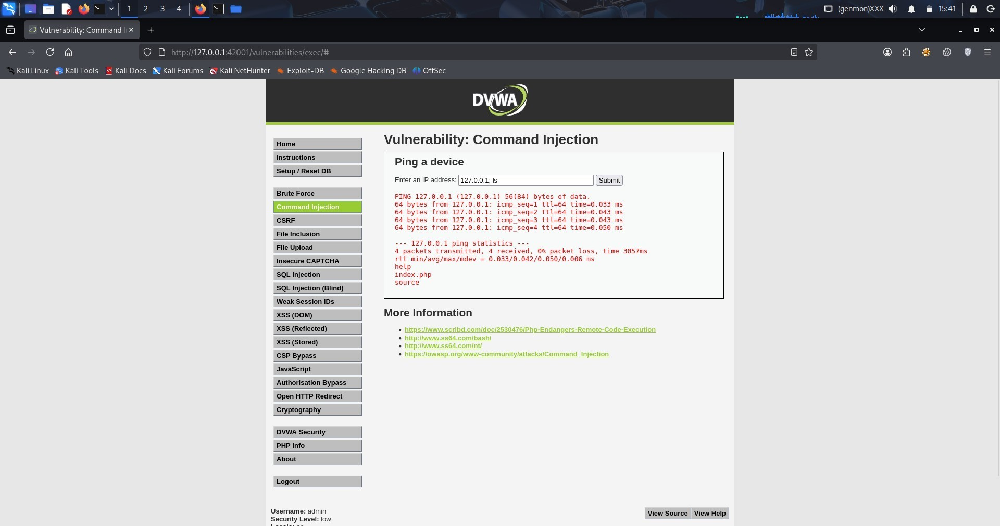 1 2 3 4 (genmon)XXX 15:41
Vulnerability: Command I
http://127.0.0.1:42001/vulnerabilities/exec/#
Kali Linux Kali Tools Kali Docs Kali Forums Kali NetHunter Exploit-DB Google Hacking DB OffSec
DVWA
Home
Instructions
Setup / Reset DB
Brute Force
Command Injection
CSRF
File Inclusion
File Upload
Insecure CAPTCHA
SQL Injection
SQL Injection (Blind)
Weak Session IDs
XSS (DOM)
XSS (Reflected)
XSS (Stored)
CSP Bypass
JavaScript
Authorisation Bypass
Open HTTP Redirect
Cryptography
DVWA Security
PHP Info
About
Logout
Vulnerability: Command Injection
Ping a device
Enter an IP address: 127.0.0.1; ls Submit
PING 127.0.0.1 (127.0.0.1) 56(84) bytes of data.
64 bytes from 127.0.0.1: icmp_seq=1 ttl=64 time=0.033 ms
64 bytes from 127.0.0.1: icmp_seq=2 ttl=64 time=0.043 ms
64 bytes from 127.0.0.1: icmp_seq=3 ttl=64 time=0.043 ms
64 bytes from 127.0.0.1: icmp_seq=4 ttl=64 time=0.050 ms
--- 127.0.0.1 ping statistics ---
4 packets transmitted, 4 received, 0% packet loss, time 3057ms
rtt min/avg/max/mdev = 0.033/0.042/0.050/0.006 ms
help
index.php
source
More Information
https://www.scribd.com/doc/2530476/Php-Endangers-Remote-Code-Execution
http://www.ss64.com/bash/
http://www.ss64.com/nt/
https://owasp.org/www-community/attacks/Command_Injection
Username: admin
Security Level: low
View Source View Help